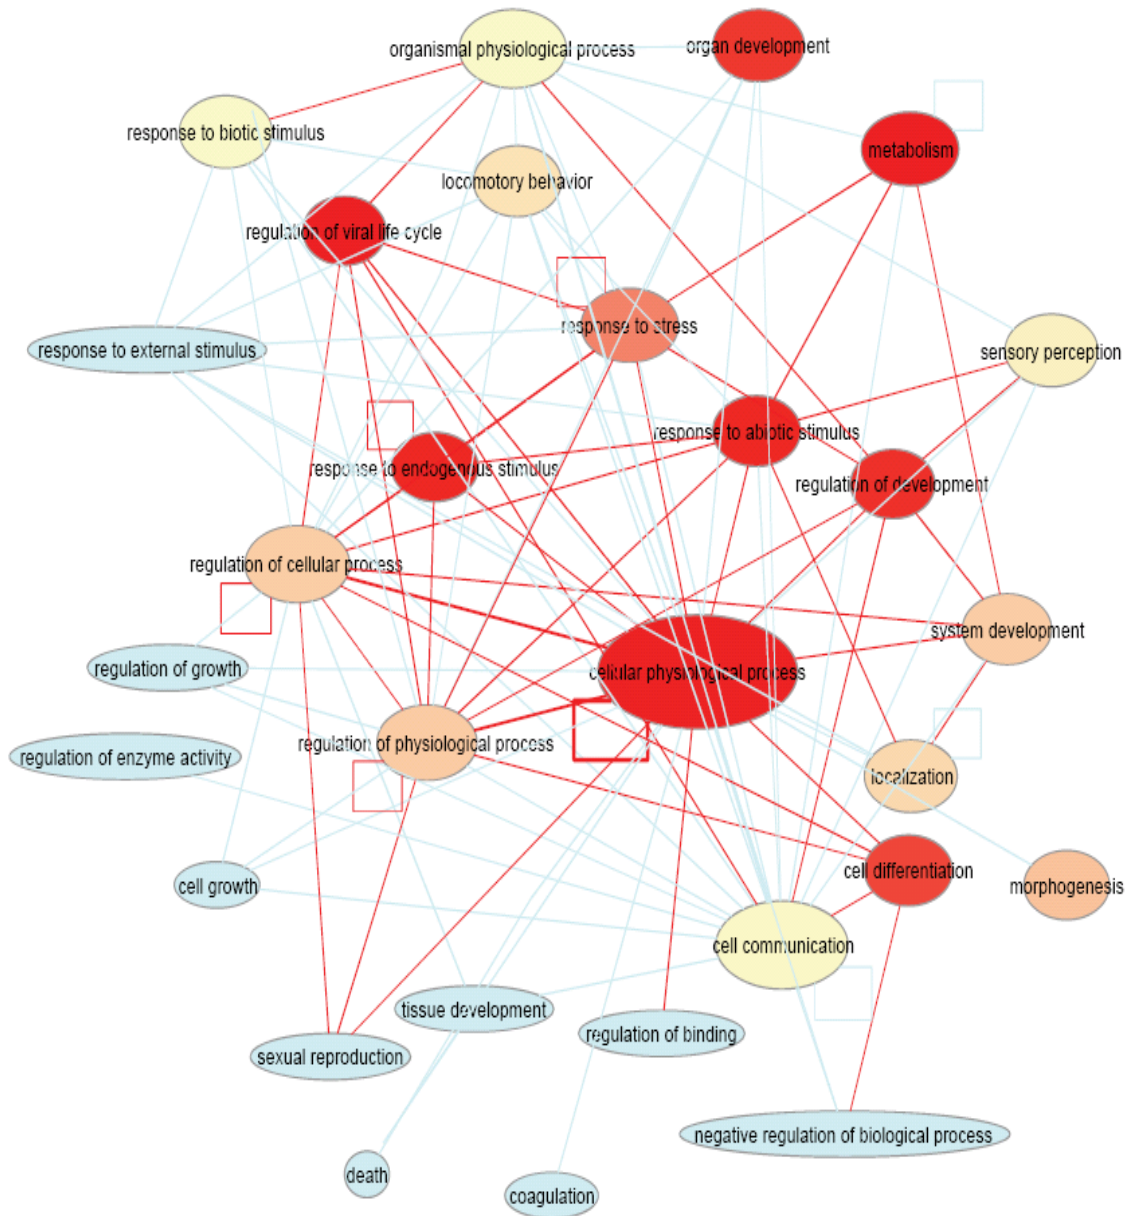 organismal physiological process
organ development
response to biotic stimulus
metabolism
locomotory behavior
regulation of viral life cycle
response to stress
response to external stimulus
sensory perception
response to abiotic stimulus
response to endogenous stimulus
regulation of development
regulation of cellular process
system development
regulation of growth
cellular physiological process
regulation of physiological process
regulation of enzyme activity
localization
cell differentiation
cell growth
morphogenesis
cell communication
tissue development
regulation of binding
sexual reproduction
negative regulation of biological process
death
coagulation